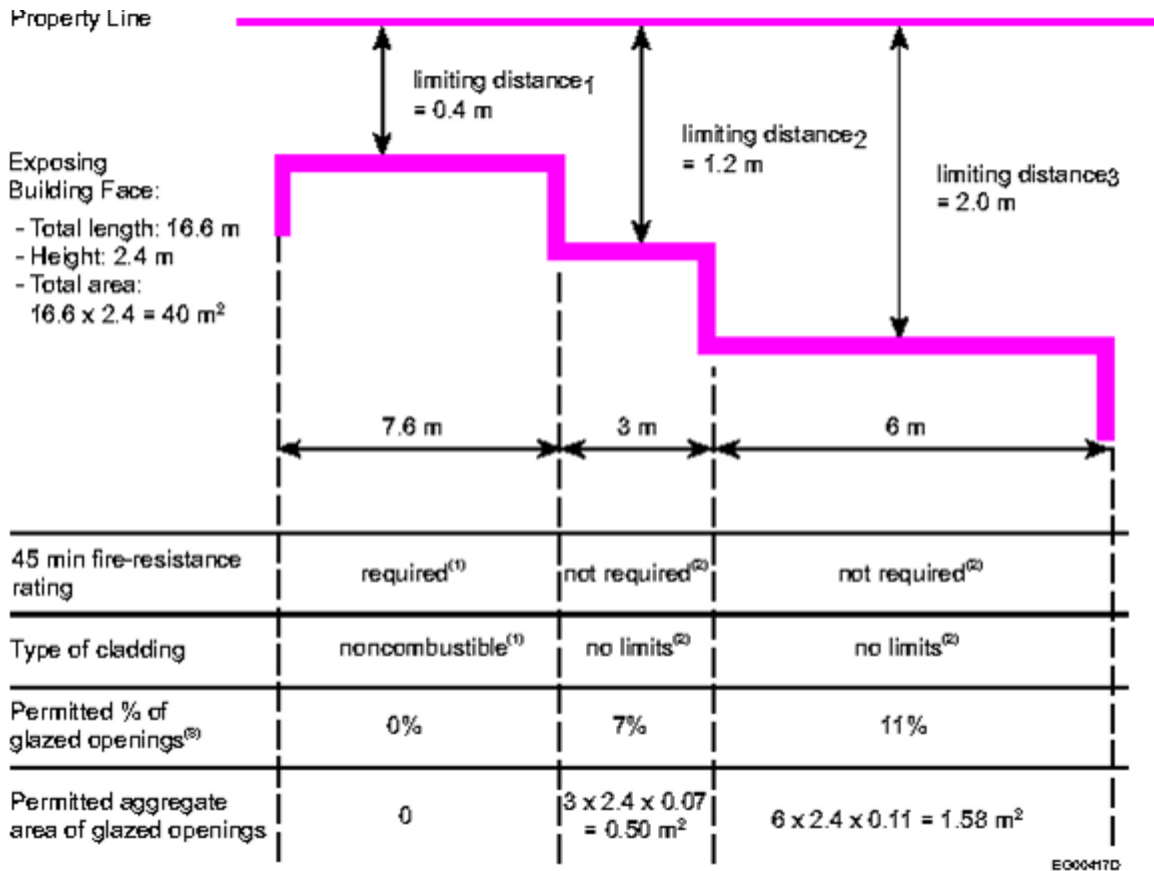 Property Line
limiting distance1
= 0.4 m
limiting distance2
= 1.2 m
limiting distance3
= 2.0 m
Exposing
Building Face:
- Total length: 16.6 m
- Height: 2.4 m
- Total area:
16.6 x 2.4 = 40 m²
7.6 m
3 m
6 m
45 min fire-resistance
rating
required(1)
not required(2)
not required(2)
Type of cladding
noncombustible(1)
no limits(2)
no limits(2)
Permitted % of
glazed openings(3)
0%
7%
11%
Permitted aggregate
area of glazed openings
0
3 x 2.4 x 0.07
= 0.50 m²
6 x 2.4 x 0.11 = 1.58 m²
EG00417D